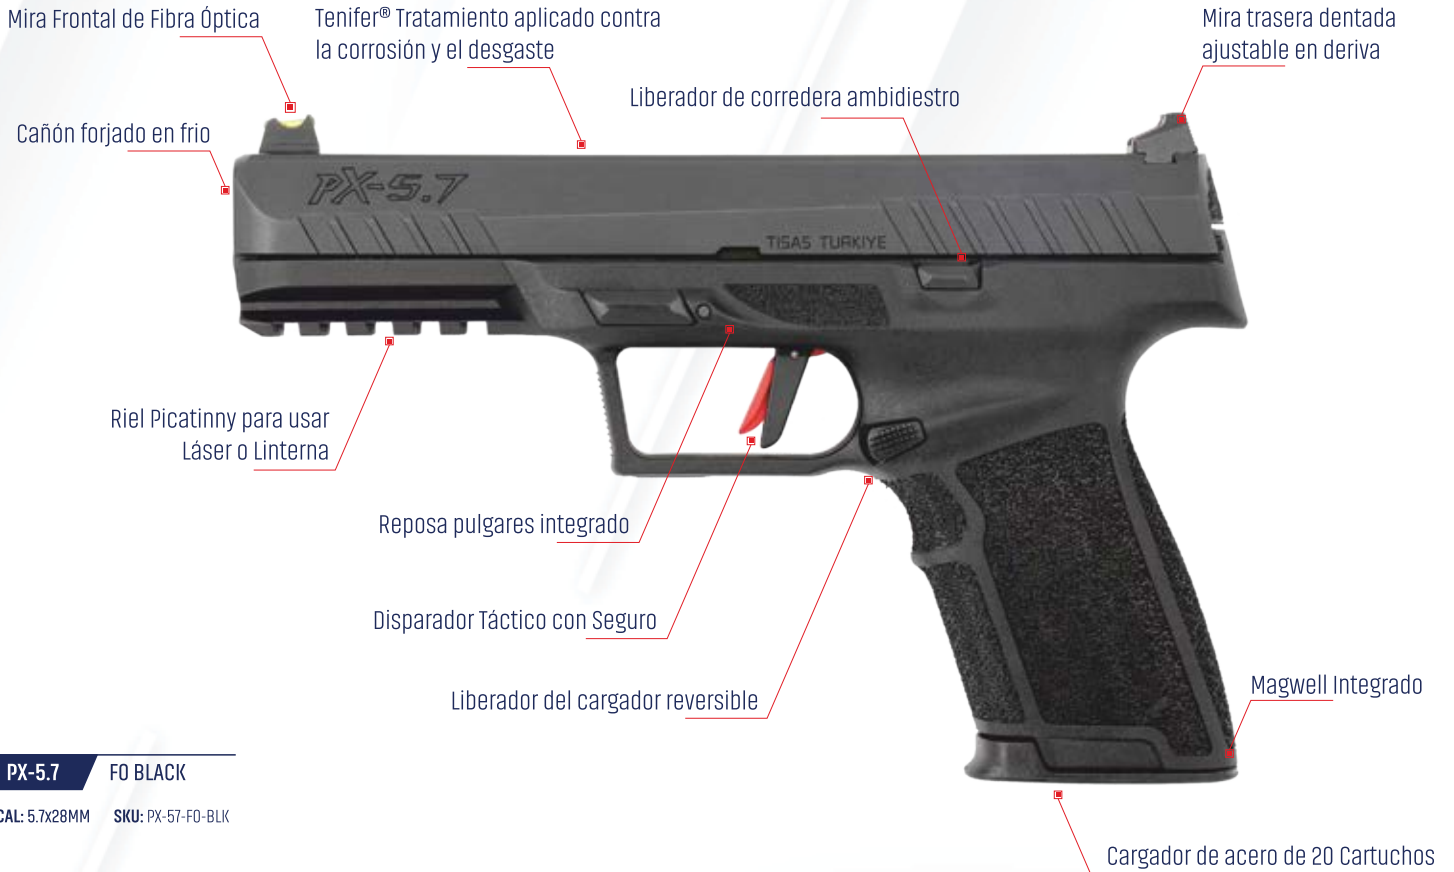 Mira Frontal de Fibra Óptica
Tenifer® Tratamiento aplicado contra
la corrosión y el desgaste
Mira trasera dentada
ajustable en deriva
Liberador de corredera ambidiestro
Cañón forjado en frio
PX-5.7
TISAS TURKIYE
Riel Picatinny para usar
Láser o Linterna
Reposa pulgares integrado
Disparador Táctico con Seguro
Liberador del cargador reversible
Magwell Integrado
PX-5.7 FO BLACK
CAL: 5.7x28MM SKU: PX-57-FO-BLK
Cargador de acero de 20 Cartuchos